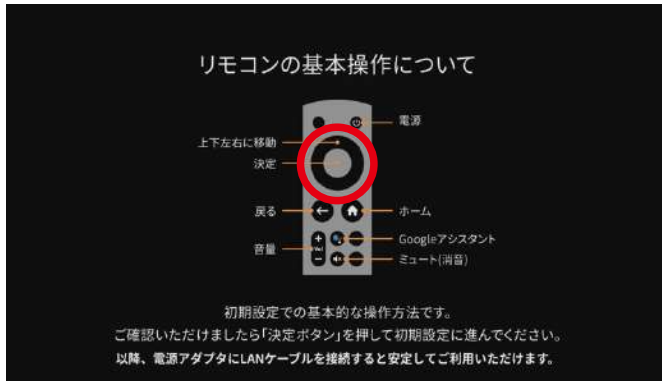 リモコンの基本操作について
電源
上下左右に移動
決定
戻る
ホーム
音量
+
Vol
−
Googleアシスタント
ミュート(消音)
初期設定での基本的な操作方法です。
ご確認いただけましたら「決定ボタン」を押して初期設定に進んでください。
以降、電源アダプタにLANケーブルを接続すると安定してご利用いただけます。